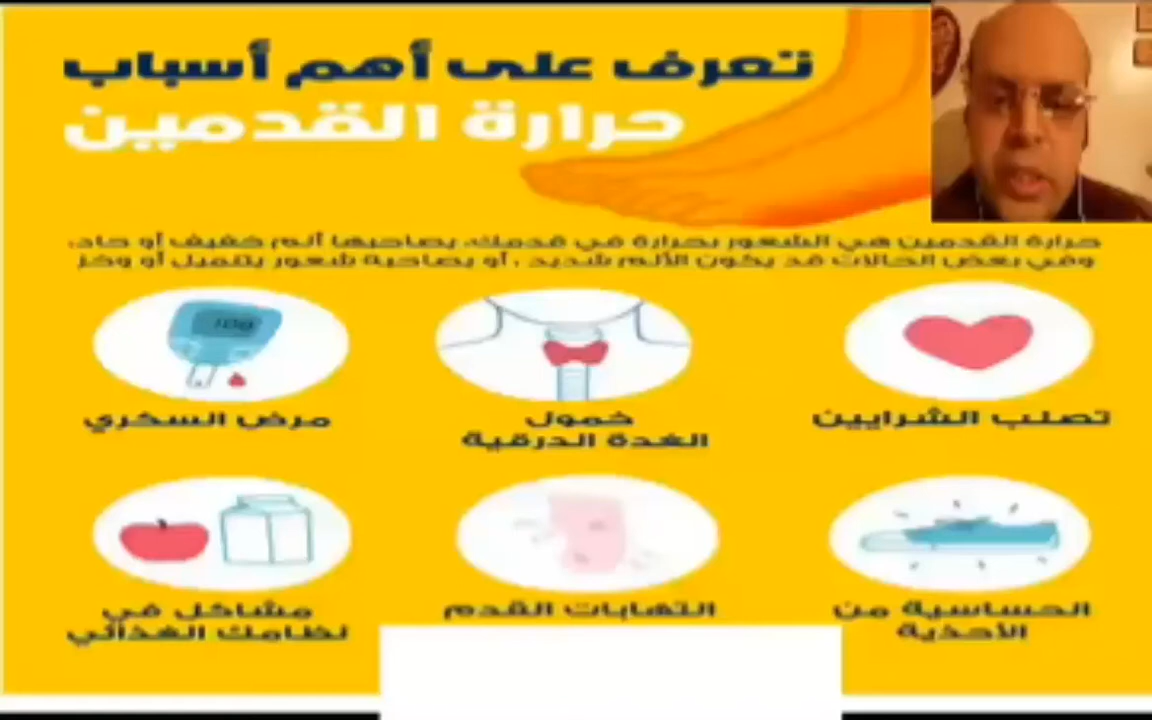 تعرف على أهم أسباب
حرارة القدمين
حرارة القدمين هي الشعور بحرارة في قدمك، يصاحبها ألم خفيف أو حاد،
وفي بعض الحالات قد يكون الألم شديد، أو يصاحبه شعور بتنميل أو وخز
تصلب الشرايين
خمول
الغدة الدرقية
مرض السكري
الحساسية من
الأحذية
التهابات القدم
مشاكل في
نظامك الغذائي